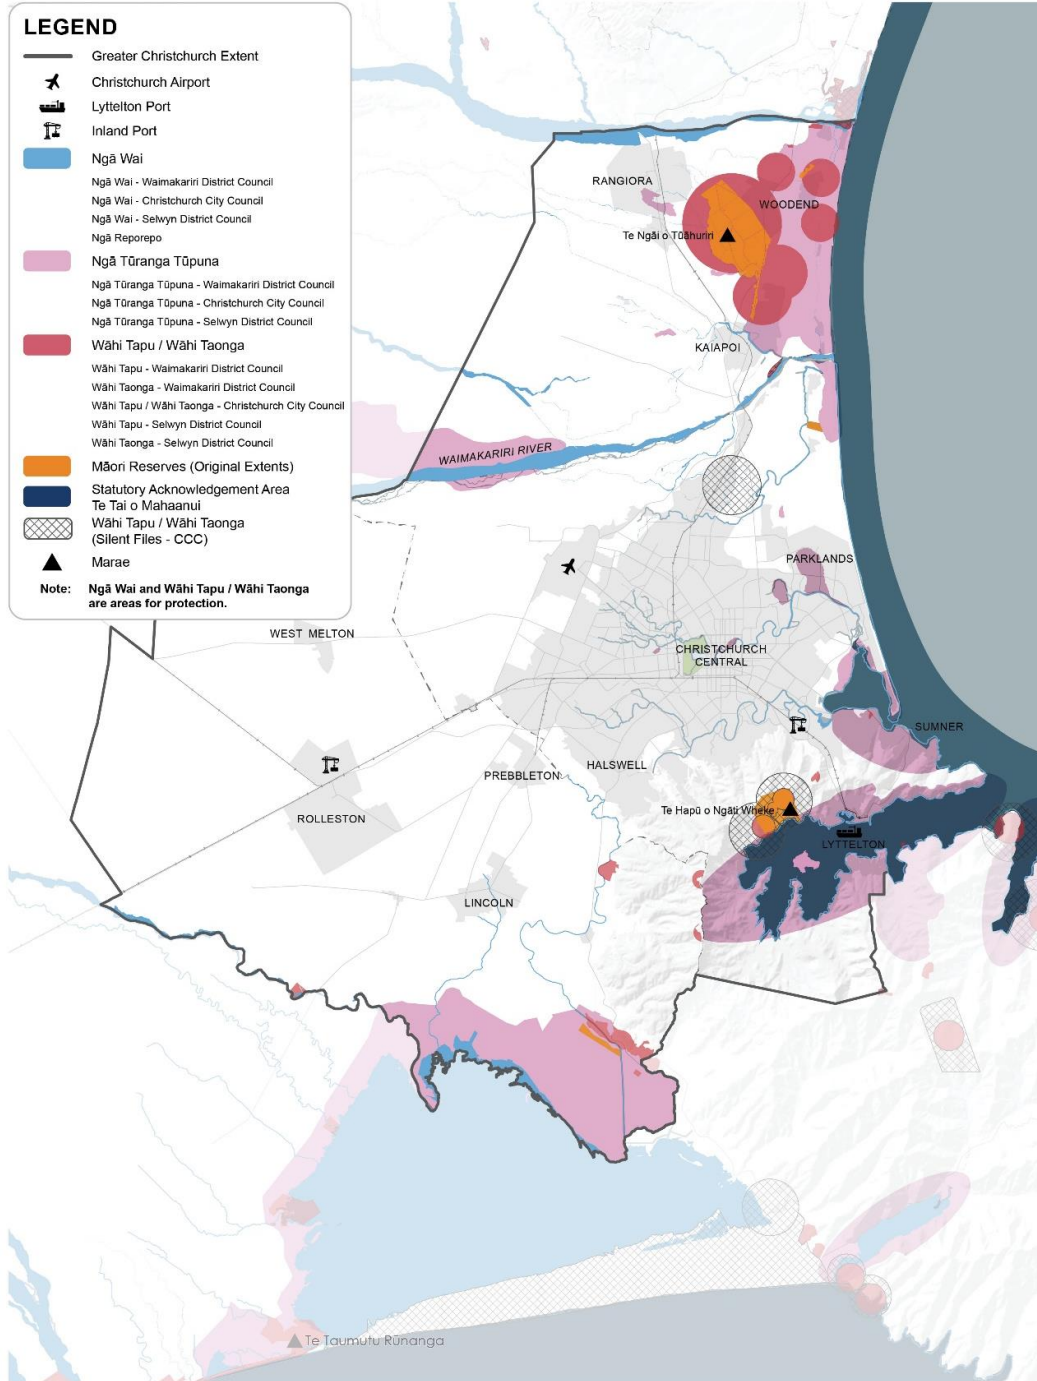 LEGEND
Greater Christchurch Extent
Christchurch Airport
Lyttelton Port
Inland Port
Ngā Wai
Ngā Wai - Waimakariri District Council
Ngā Wai - Christchurch City Council
Ngā Wai - Selwyn District Council
Ngā Reporepo
Ngā Tūranga Tūpuna
Ngā Tūranga Tūpuna - Waimakariri District Council
Ngā Tūranga Tūpuna - Christchurch City Council
Ngā Tūranga Tūpuna - Selwyn District Council
Wāhi Tapu / Wāhi Taonga
Wāhi Tapu - Waimakariri District Council
Wāhi Taonga - Waimakariri District Council
Wāhi Tapu / Wāhi Taonga - Christchurch City Council
Wāhi Tapu - Selwyn District Council
Wāhi Taonga - Selwyn District Council
Māori Reserves (Original Extents)
Statutory Acknowledgement Area
Te Tai o Mahaanui
Wāhi Tapu / Wāhi Taonga
(Silent Files - CCC)
Marae
Note: Ngā Wai and Wāhi Tapu / Wāhi Taonga
are areas for protection.
RANGIORA
WOODEND
Te Ngāi o Tūāhuriri
KAIAPOI
WAIMAKARIRI RIVER
PARKLANDS
WEST MELTON
CHRISTCHURCH
CENTRAL
SUMNER
HALSWELL
PREBBLETON
Te Hapū o Ngāti Wheke
ROLLESTON
LYTTELTON
LINCOLN
Te Taumutu Rūnanga